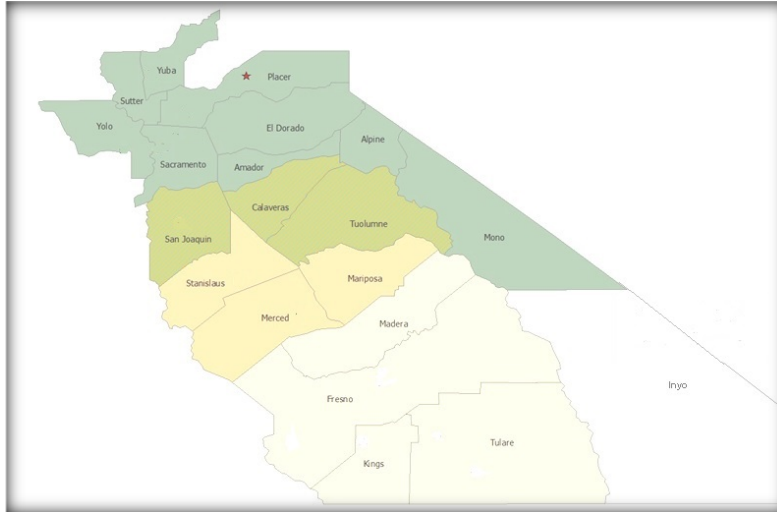 Yuba
Placer
Sutter
Yolo
El Dorado
Alpine
Sacramento
Amador
Calaveras
Tuolumne
San Joaquin
Mono
Stanislaus
Mariposa
Merced
Madera
Inyo
Fresno
Tulare
Kings